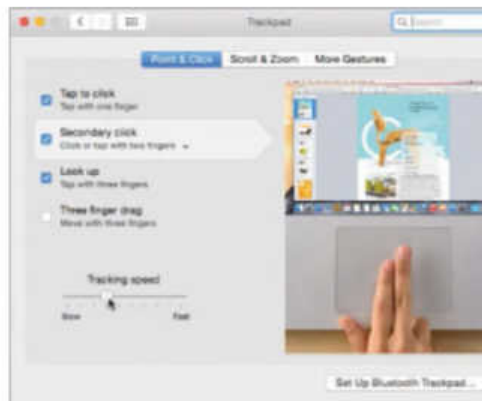 Trackpad
Search
Point & Click
Scroll & Zoom
More Gestures
Tap to click
Tap with one finger
Secondary click
Click or tap with two fingers
Look up
Tap with three fingers
Three finger drag
Move with three fingers
Tracking speed
Slow
Fast
Set Up Bluetooth Trackpad...